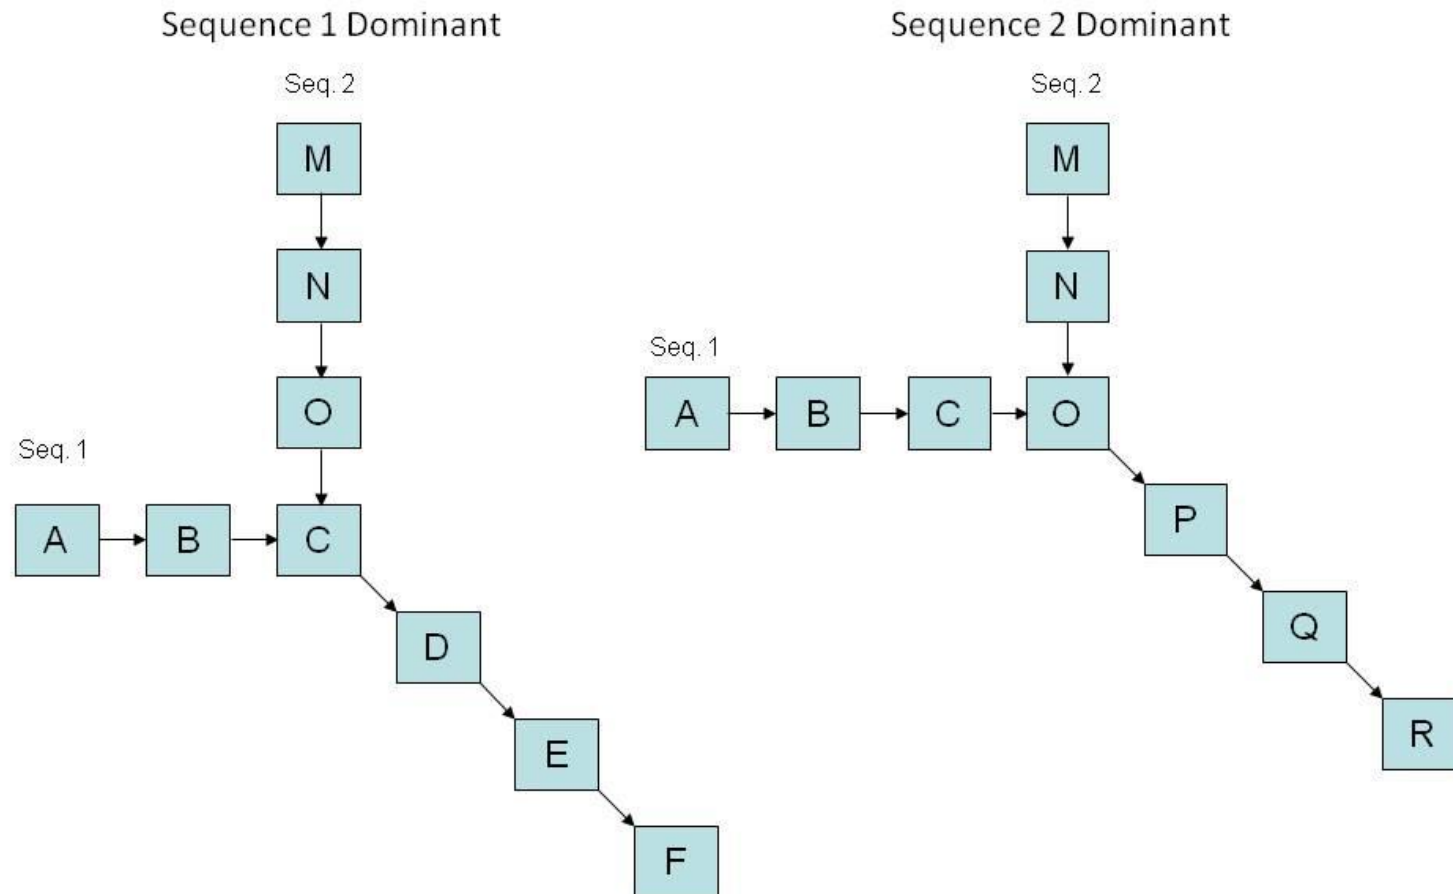 Sequence 1 Dominant
Seq. 2
M
N
O
Seq. 1
A B C
D
E
F
Sequence 2 Dominant
Seq. 2
M
N
Seq. 1
A B C O
P
Q
R